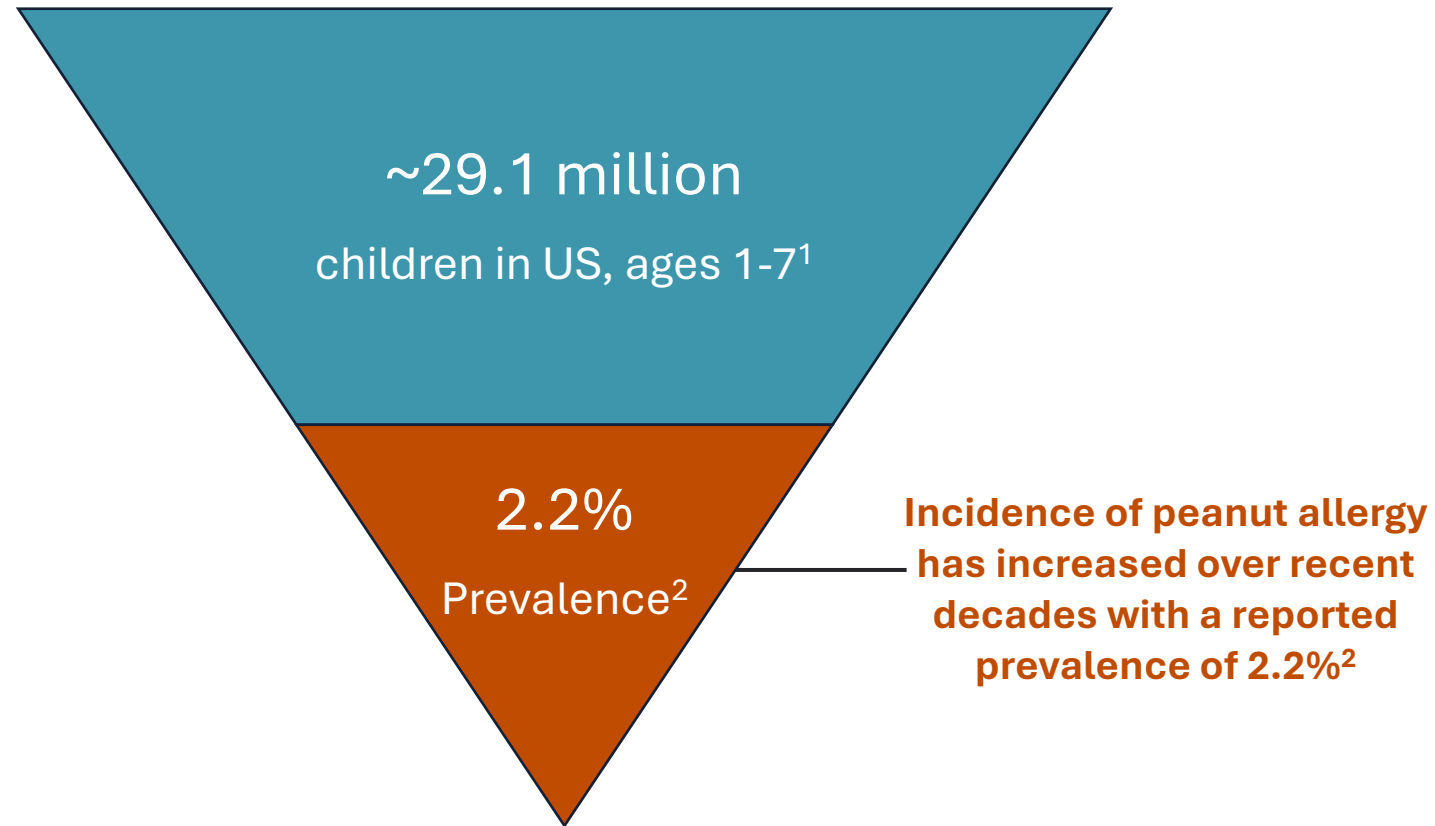 ~29.1 million
children in US, ages 1-7¹
2.2%
Prevalence²
Incidence of peanut allergy
has increased over recent
decades with a reported
prevalence of 2.2%²